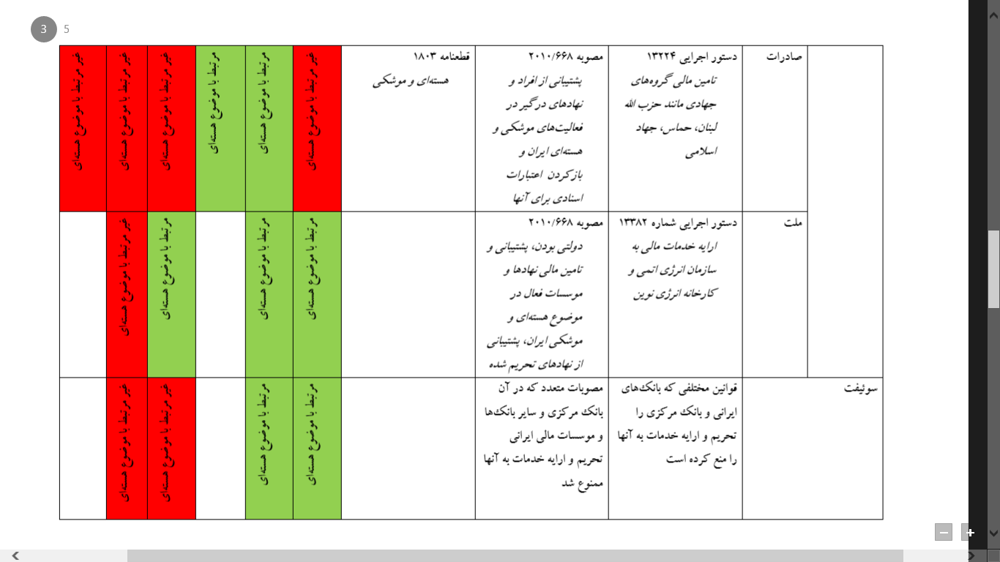 3
5
صادرات
دستور اجرایی ۱۳۲۲۴
تامین مالی گروه‌های
جهادی مانند حزب الله
لبنان، حماس، جهاد
اسلامی
مصوبه ۲۰۱۰/۶۶۸
پشتیبانی از افراد و
نهادهای درگیر در
فعالیت‌های موشکی و
هسته‌ای ایران و
بازکردن اعتبارات
اسنادی برای آنها
قطعنامه ۱۸۰۳
هسته‌ای و موشکی
غیر مرتبط با موضوع هسته‌ای
مرتبط با موضوع هسته‌ای
مرتبط با موضوع هسته‌ای
غیر مرتبط با موضوع هسته‌ای
غیر مرتبط با موضوع هسته‌ای
غیر مرتبط با موضوع هسته‌ای
ملت
دستور اجرایی شماره ۱۳۳۸۲
ارایه خدمات مالی به
سازمان انرژی اتمی و
کارخانه انرژی نوین
مصوبه ۲۰۱۰/۶۶۸
دولتی بودن، پشتیبانی و
تامین مالی نهادها و
موسسات فعال در
موضوع هسته‌ای و
موشکی ایران، پشتیبانی
از نهادهای تحریم شده
مرتبط با موضوع هسته‌ای
مرتبط با موضوع هسته‌ای
مرتبط با موضوع هسته‌ای
غیر مرتبط با موضوع هسته‌ای
سوئیفت
قوانین مختلفی که بانک‌های
ایرانی و بانک مرکزی را
تحریم و ارایه خدمات به آنها
را منع کرده است
مصوبات متعدد که در آن
بانک مرکزی و سایر بانک‌ها
و موسسات مالی ایرانی
تحریم و ارایه خدمات به آنها
ممنوع شد
مرتبط با موضوع هسته‌ای
مرتبط با موضوع هسته‌ای
غیر مرتبط با موضوع هسته‌ای
غیر مرتبط با موضوع هسته‌ای